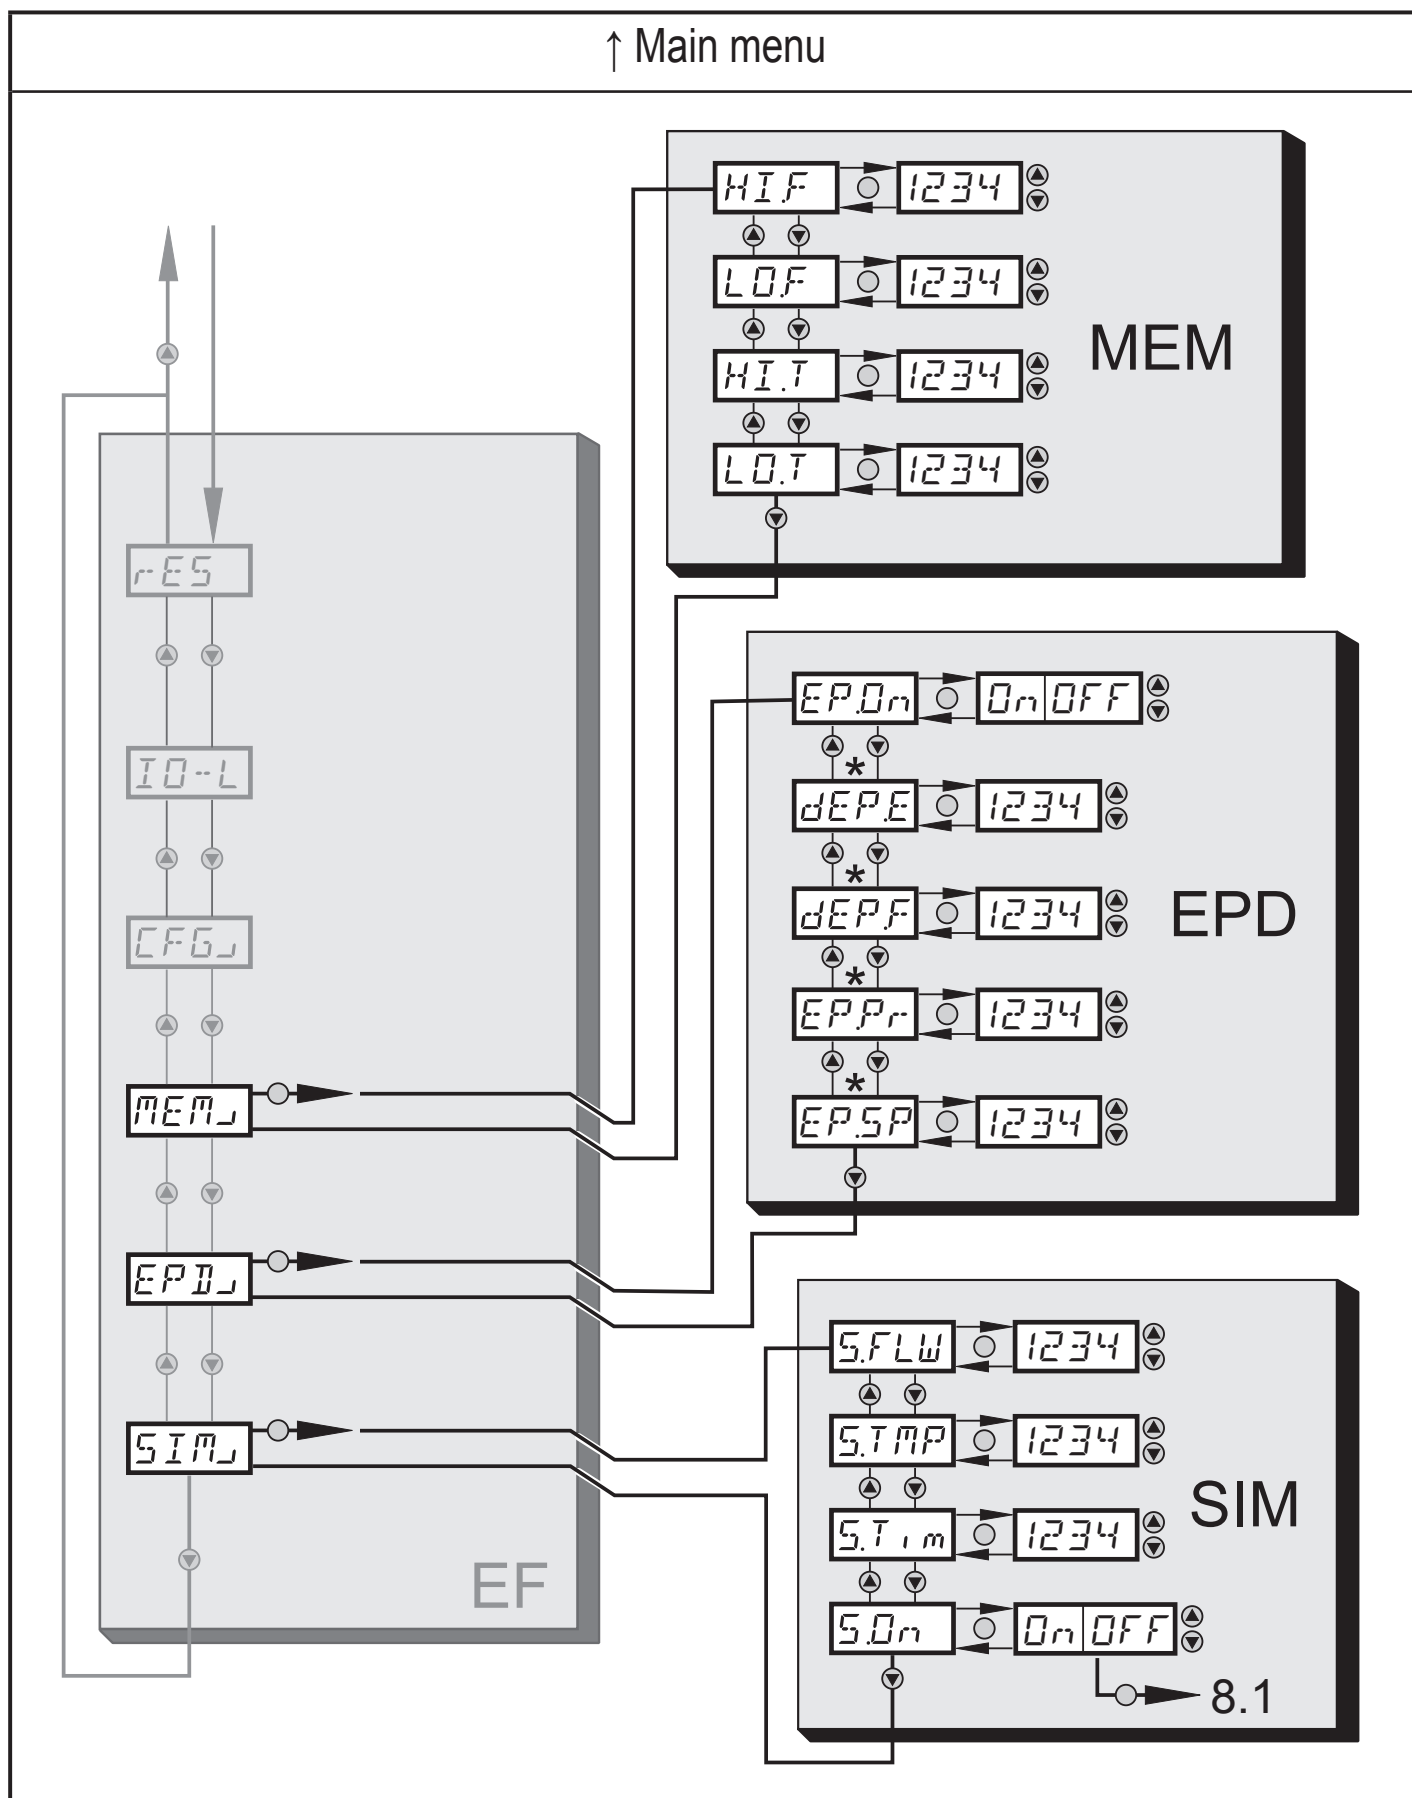 ↑ Main menu
HI.F 1234
LO.F 1234
HI.T 1234
LO.T 1234
MEM
rES
IO-L
CFG
MEM
EPD
SIM
EF
EP.On On OFF
*
dEP.E 1234
*
dEP.F 1234
*
EP.Pr 1234
*
EP.SP 1234
EPD
S.FLW 1234
S.TMP 1234
S.Tim 1234
S.On On OFF
8.1
SIM